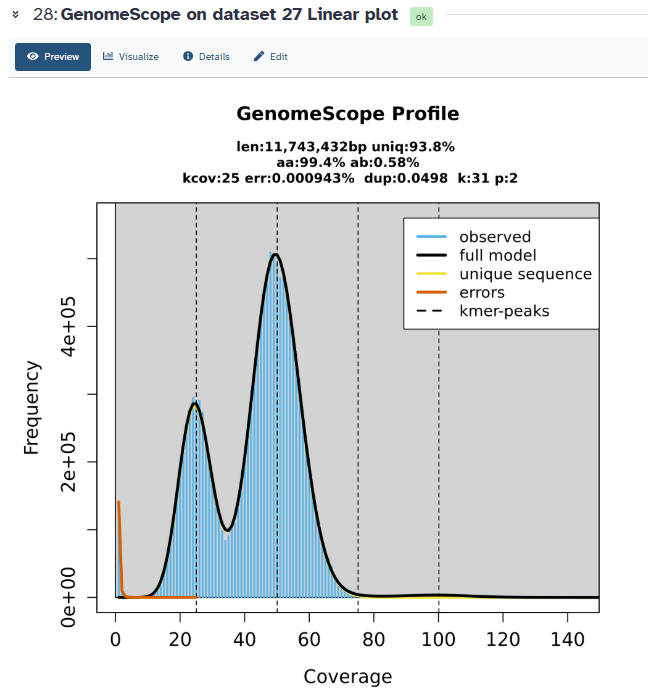 28: GenomeScope on dataset 27 Linear plot ok
Preview Visualize Details Edit
GenomeScope Profile
len:11,743,432bp uniq:93.8%
aa:99.4% ab:0.58%
kcov:25 err:0.000943% dup:0.0498 k:31 p:2
observed
full model
unique sequence
errors
kmer-peaks
Frequency
4e+05
2e+05
0e+00
0 20 40 60 80 100 120 140
Coverage